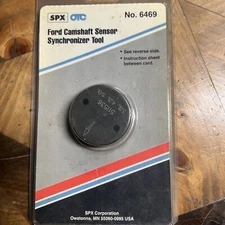 SPX OTC
No. 6469
Ford Camshaft Sensor
Synchronizer Tool
• See reverse side.
• Instruction sheet
between card.
SPX Corporation
Owatonna, MN 55060-0995 USA